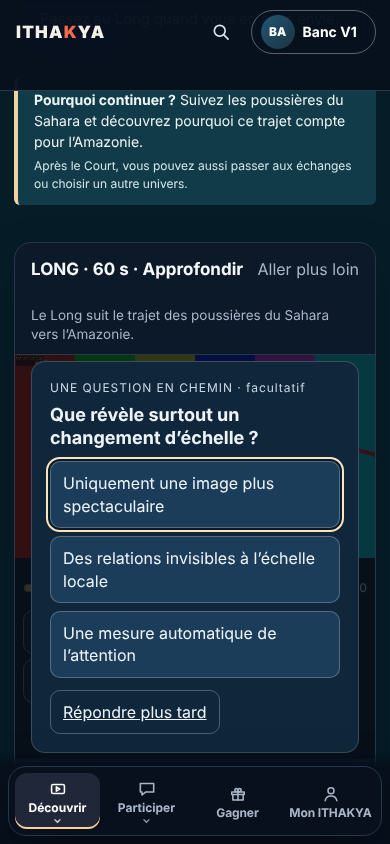 ITHAKYA
BA
Banc V1
Pourquoi continuer ? Suivez les poussières du
Sahara et découvrez pourquoi ce trajet compte
pour l’Amazonie.
Après le Court, vous pouvez aussi passer aux échanges
ou choisir un autre univers.
LONG · 60 s · Approfondir
Aller plus loin
Le Long suit le trajet des poussières du Sahara
vers l’Amazonie.
UNE QUESTION EN CHEMIN · facultatif
Que révèle surtout un
changement d’échelle ?
Uniquement une image plus
spectaculaire
Des relations invisibles à l’échelle
locale
Une mesure automatique de
l’attention
Répondre plus tard
Découvrir
Participer
Gagner
Mon ITHAKYA